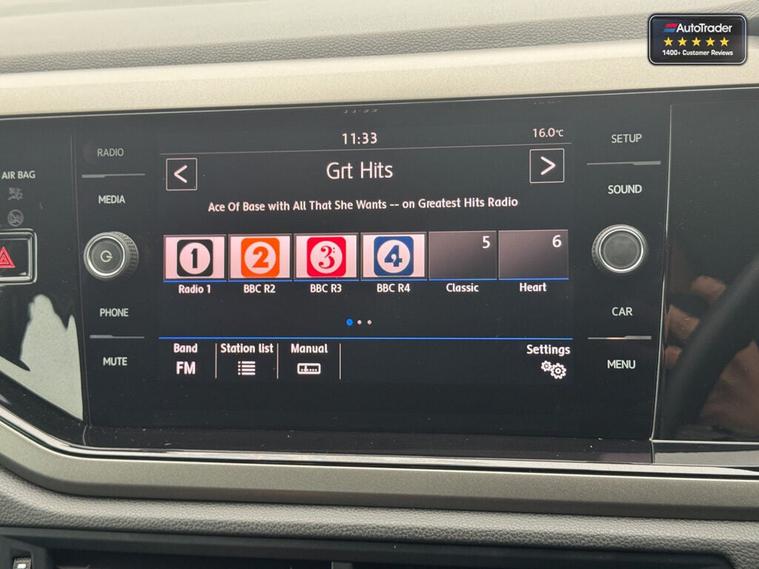 AutoTrader
1400+ Customer Reviews
11:33
16.0°C
RADIO
SETUP
AIR BAG
<
Grt Hits
>
MEDIA
SOUND
Ace Of Base with All That She Wants -- on Greatest Hits Radio
1
2
3
4
5
6
Radio 1
BBC R2
BBC R3
BBC R4
Classic
Heart
PHONE
CAR
Band
Station list
Manual
Settings
MUTE
MENU
FM